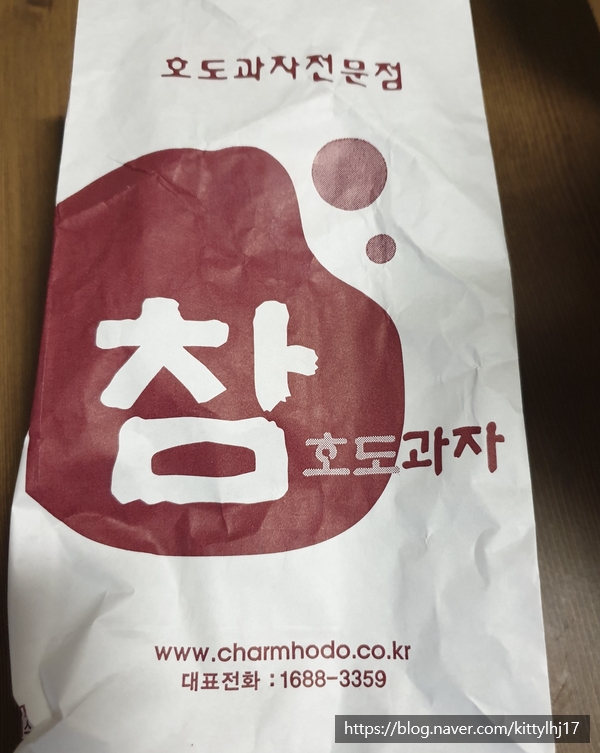 호도과자전문점
참
호도과자
www.charmhodo.co.kr
대표전화 : 1688-3359
https://blog.naver.com/kittylhj17